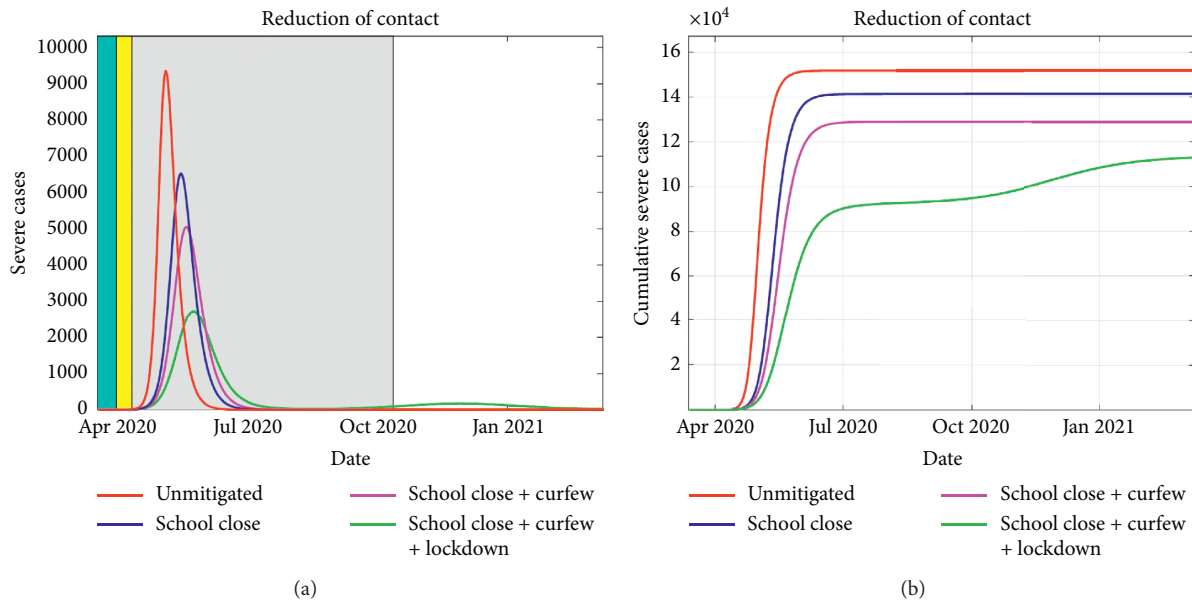 Reduction of contact
10000
9000
8000
7000
6000
5000
4000
3000
2000
1000
0
Severe cases
Apr 2020 Jul 2020 Oct 2020 Jan 2021
Date
Unmitigated
School close
School close + curfew
School close + curfew
+ lockdown
(a)
×10⁴
Reduction of contact
16
14
12
10
8
6
4
2
Cumulative severe cases
Apr 2020 Jul 2020 Oct 2020 Jan 2021
Date
Unmitigated
School close
School close + curfew
School close + curfew
+ lockdown
(b)